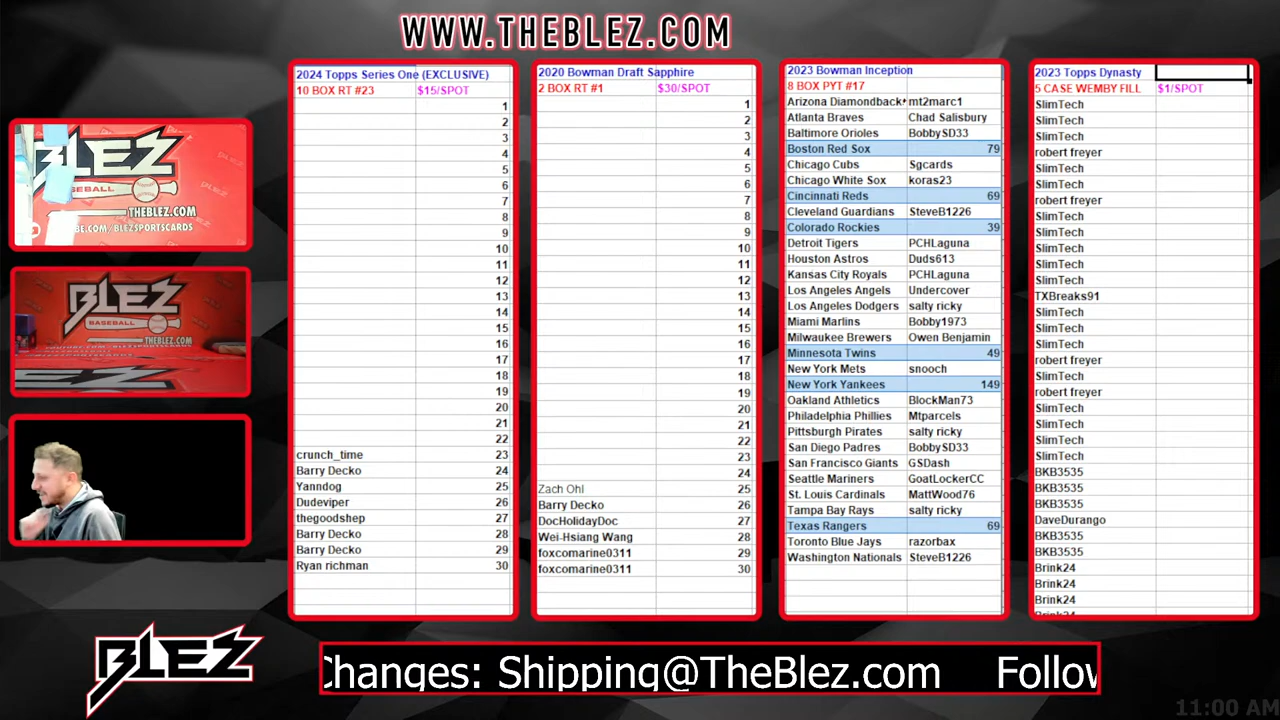 WWW.THEBLEZ.COM
BLEZ
BASEBALL
THEBLEZ.COM
BLEZ
BASEBALL
THEBLEZ.COM
2024 Topps Series One (EXCLUSIVE)
10 BOX RT #23 $15/SPOT
1
2
3
4
5
6
7
8
9
10
11
12
13
14
15
16
17
18
19
20
21
22
crunch_time 23
Barry Decko 24
Yanndog 25
Dudeviper 26
thegoodshep 27
Barry Decko 28
Barry Decko 29
Ryan richman 30
2020 Bowman Draft Sapphire
2 BOX RT #1 $30/SPOT
1
2
3
4
5
6
7
8
9
10
11
12
13
14
15
16
17
18
19
20
21
22
23
24
Zach Ohl 25
Barry Decko 26
DocHolidayDoc 27
Wei-Hsiang Wang 28
foxcomarine0311 29
foxcomarine0311 30
2023 Bowman Inception
8 BOX PYT #17
Arizona Diamondback mt2marc1
Atlanta Braves Chad Salisbury
Baltimore Orioles BobbySD33
Boston Red Sox 79
Chicago Cubs Sgcards
Chicago White Sox koras23
Cincinnati Reds 69
Cleveland Guardians SteveB1226
Colorado Rockies 39
Detroit Tigers PCHLaguna
Houston Astros Duds613
Kansas City Royals PCHLaguna
Los Angeles Angels Undercover
Los Angeles Dodgers salty ricky
Miami Marlins Bobby1973
Milwaukee Brewers Owen Benjamin
Minnesota Twins 49
New York Mets snooch
New York Yankees 149
Oakland Athletics BlockMan73
Philadelphia Phillies Mtparcels
Pittsburgh Pirates salty ricky
San Diego Padres BobbySD33
San Francisco Giants GSDash
Seattle Mariners GoatLockerCC
St. Louis Cardinals MattWood76
Tampa Bay Rays salty ricky
Texas Rangers 69
Toronto Blue Jays razorbax
Washington Nationals SteveB1226
2023 Topps Dynasty
5 CASE WEMBY FILL $1/SPOT
SlimTech
SlimTech
SlimTech
robert freyer
SlimTech
SlimTech
robert freyer
SlimTech
SlimTech
SlimTech
SlimTech
SlimTech
TXBreaks91
SlimTech
SlimTech
SlimTech
robert freyer
SlimTech
robert freyer
SlimTech
SlimTech
SlimTech
SlimTech
BKB3535
BKB3535
BKB3535
DaveDurango
BKB3535
BKB3535
Brink24
Brink24
Brink24
Brink24
BLEZ
Changes: Shipping@TheBlez.com Follow
11:00 AM